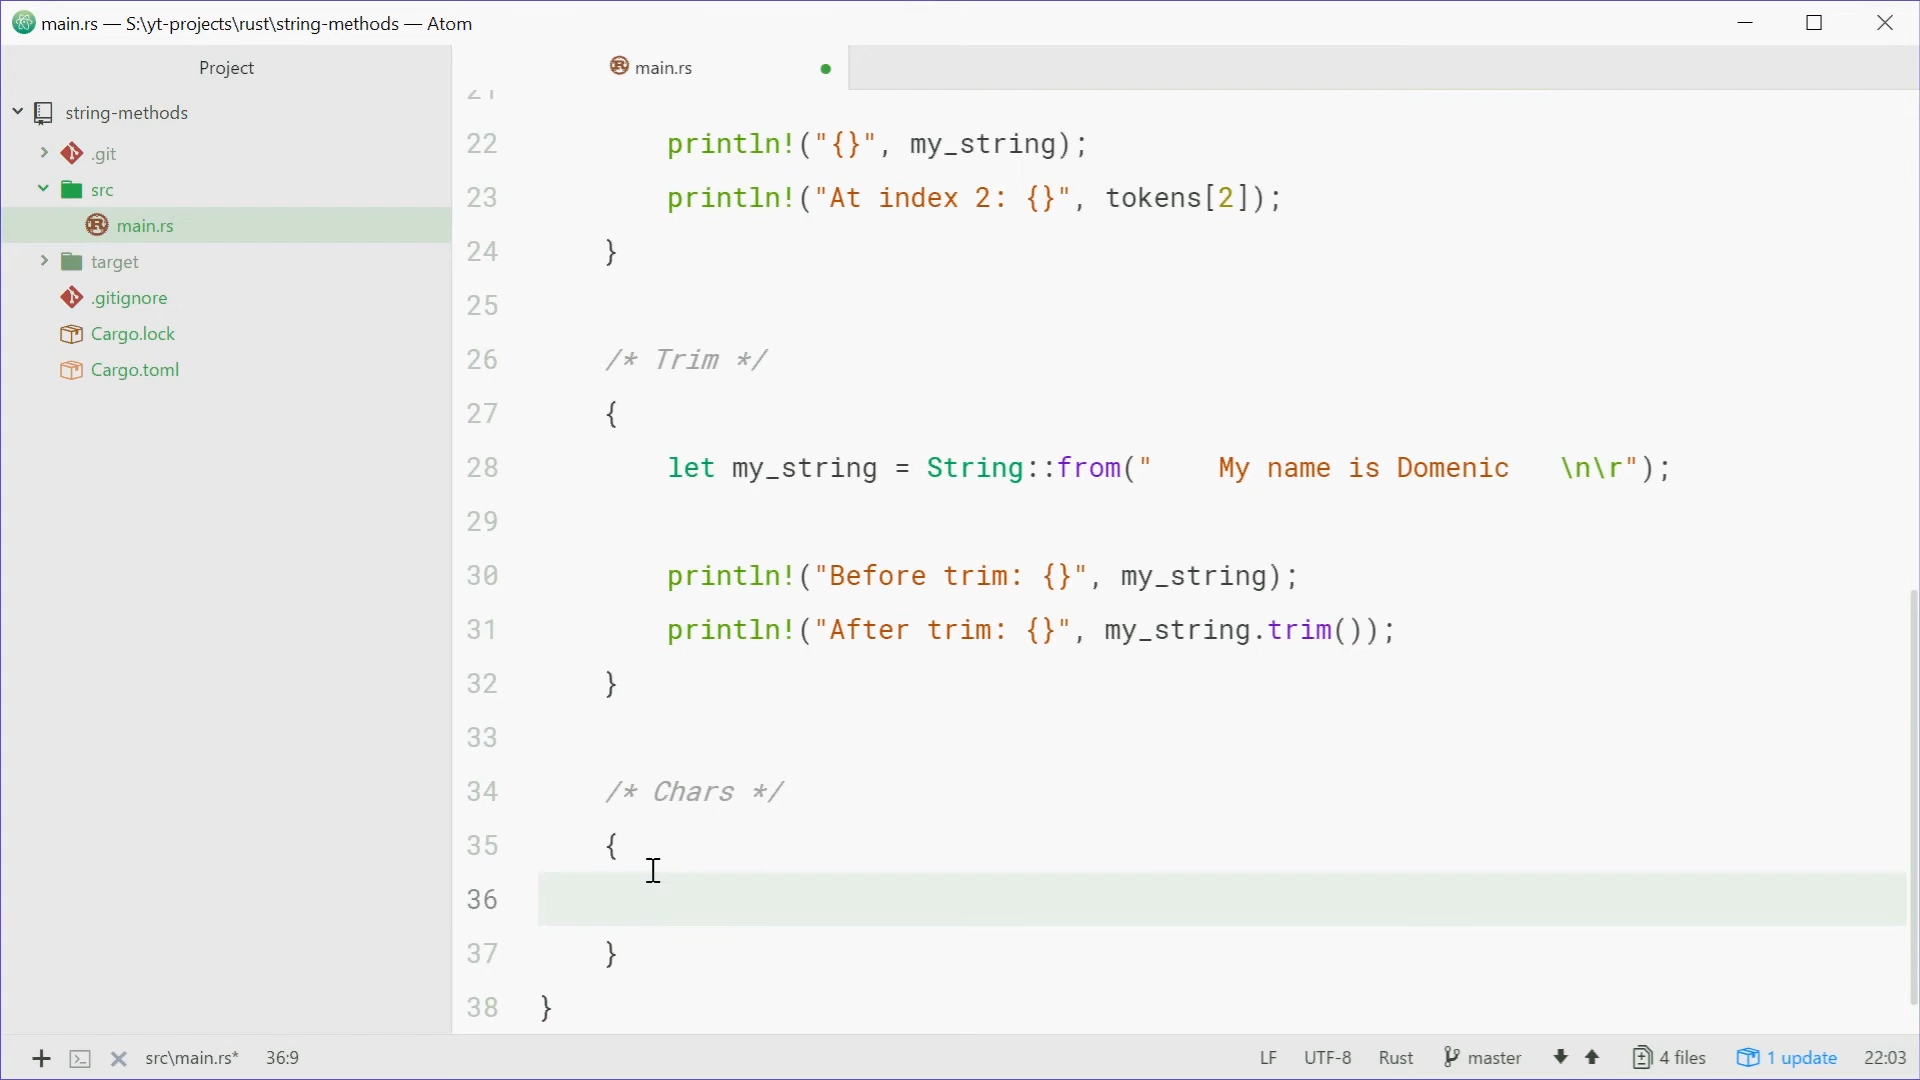 main.rs — S:\yt-projects\rust\string-methods — Atom
Project
main.rs
string-methods
.git
src
main.rs
target
.gitignore
Cargo.lock
Cargo.toml
21
22 println!("{}", my_string);
23 println!("At index 2: {}", tokens[2]);
24 }
25
26 /* Trim */
27 {
28 let my_string = String::from("    My name is Domenic   \n\r");
29
30 println!("Before trim: {}", my_string);
31 println!("After trim: {}", my_string.trim());
32 }
33
34 /* Chars */
35 {
36
37 }
38 }
src\main.rs* 36:9 LF UTF-8 Rust master 4 files 1 update 22:03